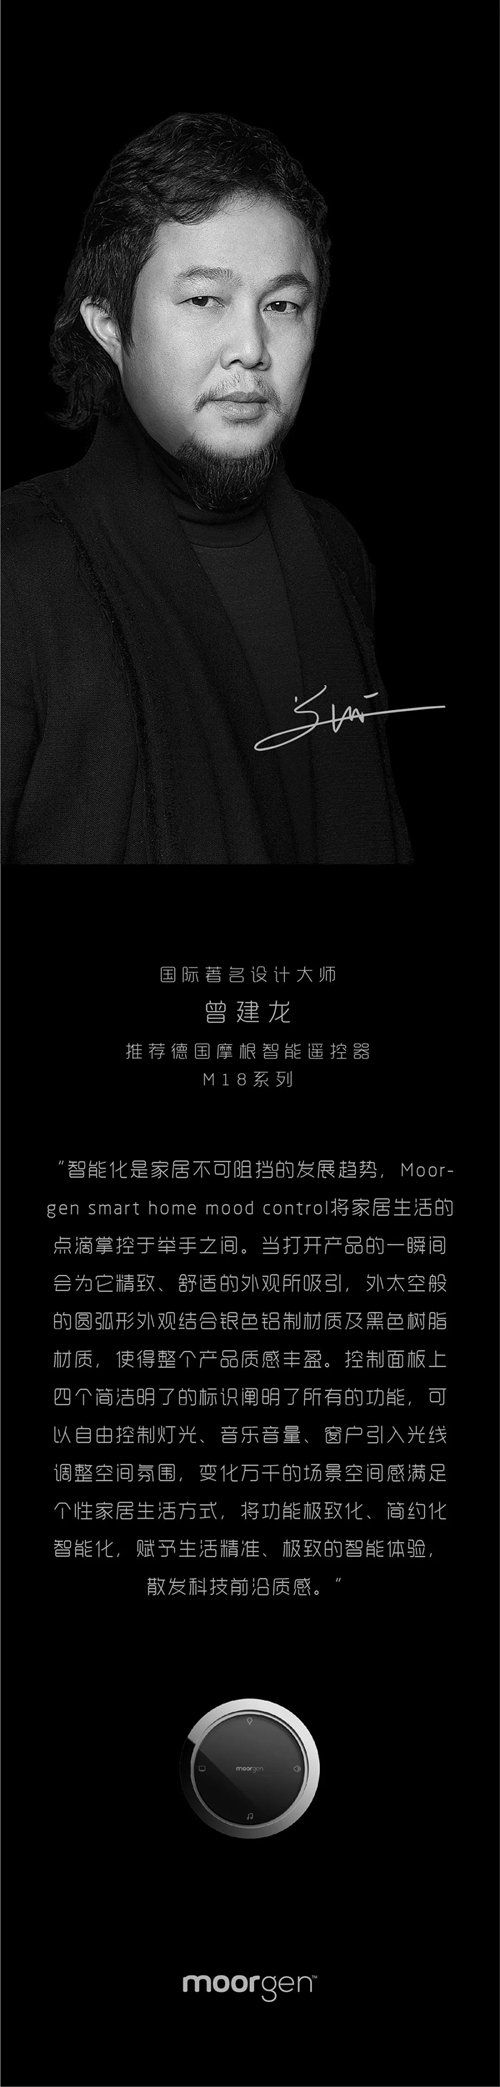 国际著名设计大师
曾建龙
推荐德国摩根智能遥控器
M18系列
“智能化是家居不可阻挡的发展趋势，Moor-
gen smart home mood control将家居生活的
点滴掌控于举手之间。当打开产品的一瞬间
会为它精致、舒适的外观所吸引，外太空般
的圆弧形外观结合银色铝制材质及黑色树脂
材质，使得整个产品质感丰盈。控制面板上
四个简洁明了的标识阐明了所有的功能，可
以自由控制灯光、音乐音量、窗户引入光线
调整空间氛围，变化万千的场景空间感满足
个性家居生活方式，将功能极致化、简约化
智能化，赋予生活精准、极致的智能体验，
散发科技前沿质感。”
moorgen
moorgen™